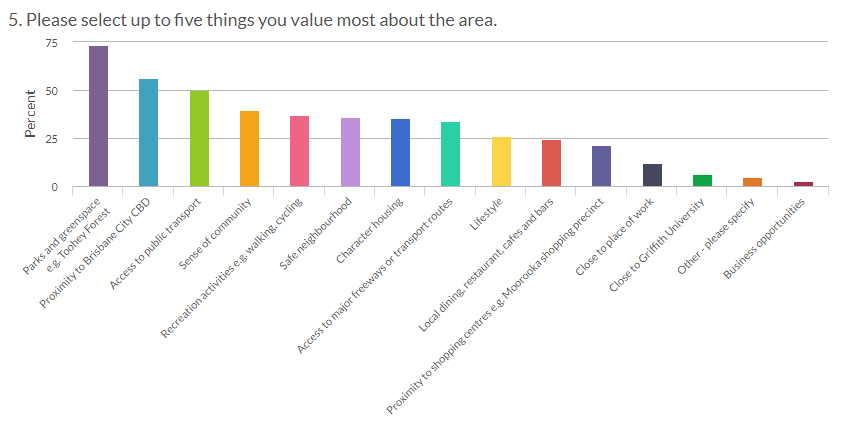 5. Please select up to five things you value most about the area.
75
50
25
0
Percent
Parks and greenspace
e.g. Toohey Forest
Proximity to Brisbane City CBD
Access to public transport
Sense of community
Recreation activities e.g. walking, cycling
Safe neighbourhood
Character housing
Access to major freeways or transport routes
Lifestyle
Local dining, restaurant, cafes and bars
Proximity to shopping centres e.g. Moorooka shopping precinct
Close to place of work
Close to Griffith University
Other - please specify
Business opportunities